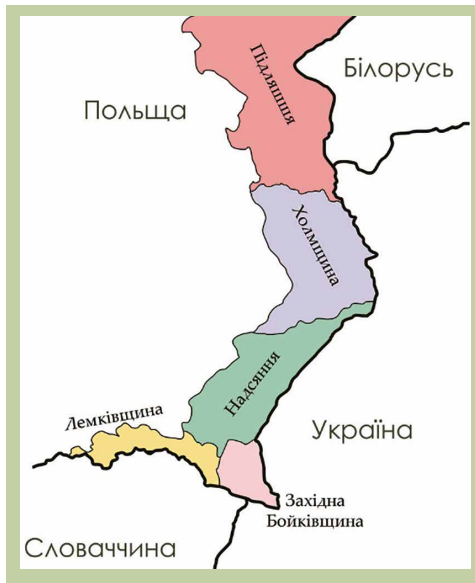 Білорусь
Польща
Підляшшя
Холмщина
Надсяння
Лемківщина
Україна
Західна
Бойківщина
Словаччина